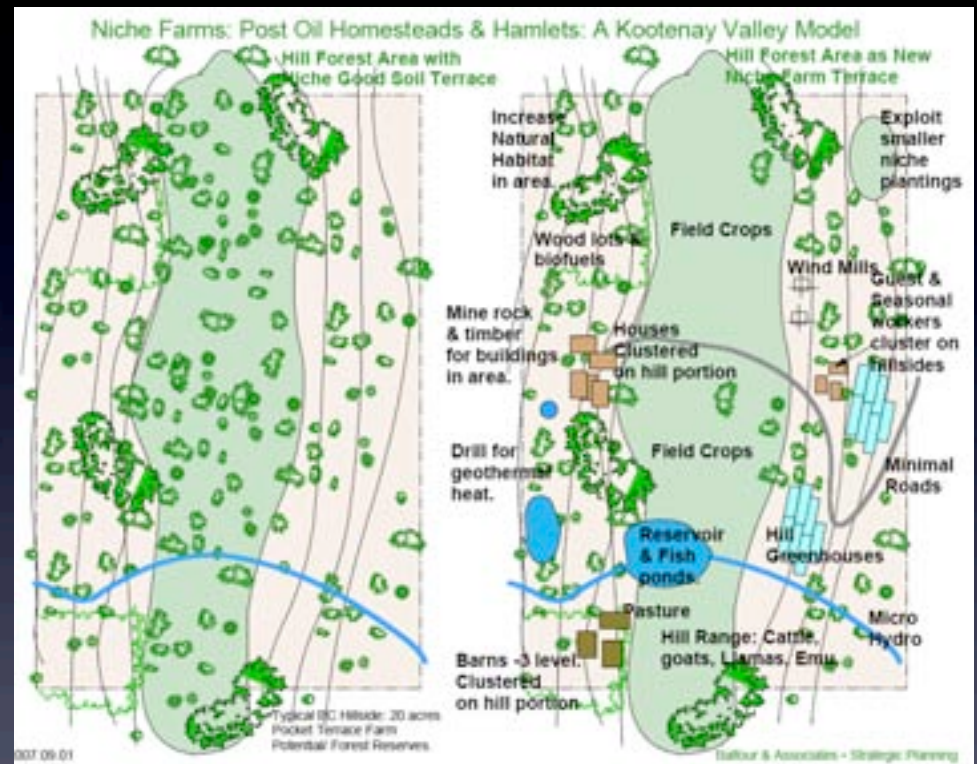 Niche Farms: Post Oil Homesteads & Hamlets: A Kootenay Valley Model
Hill Forest Area with
Niche Good Soil Terrace
Hill Forest Area as New
Niche Farm Terrace
Increase
Natural
Habitat
in area.
Exploit
smaller
niche
plantings
Field Crops
Wood lots &
biofuels
Wind Mills
Guest &
Seasonal
workers
cluster on
hillsides
Mine rock
& timber
for buildings
in area.
Houses
Clustered
on hill portion
Drill for
geothermal
heat.
Field Crops
Minimal
Roads
Reservoir
& Fish
ponds
Hill
Greenhouses
Pasture
Micro
Hydro
Hill Range: Cattle,
goats, Llamas, Emu
Barns -3 level.
Clustered
on hill portion
Typical BC Hillside: 20 acres
Pocket Terrace Farm
Potential/ Forest Reserves.
007.09.01
Balfour & Associates - Strategic Planning